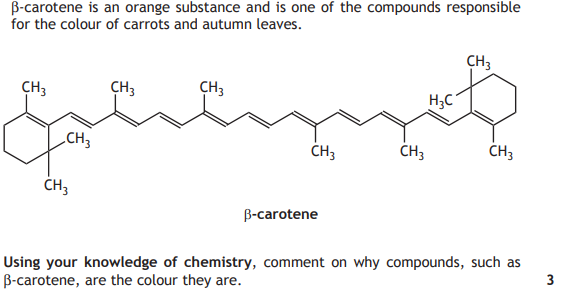 β-carotene is an orange substance and is one of the compounds responsible
for the colour of carrots and autumn leaves.
CH3
CH3 CH3 CH3
H3C
CH3
CH3 CH3 CH3
CH3
β-carotene
Using your knowledge of chemistry, comment on why compounds, such as
β-carotene, are the colour they are. 3